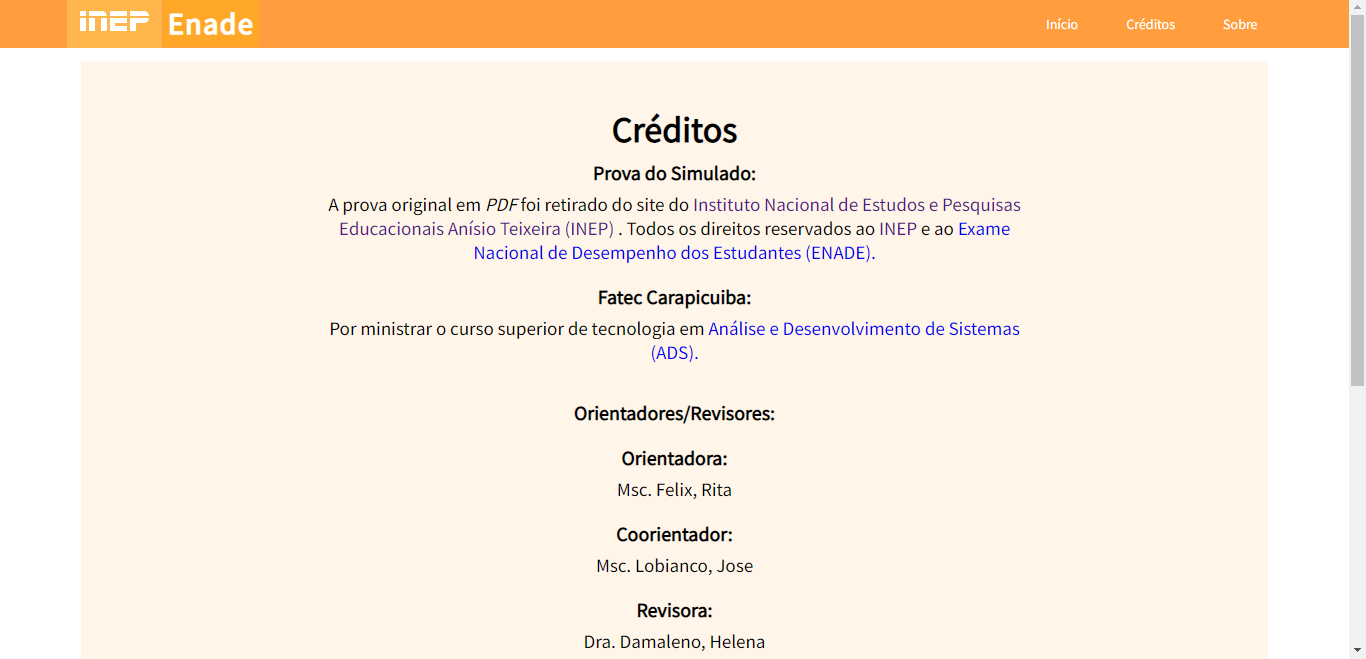 INEP Enade Início Créditos Sobre
Créditos
Prova do Simulado:
A prova original em PDF foi retirado do site do Instituto Nacional de Estudos e Pesquisas
Educacionais Anísio Teixeira (INEP) . Todos os direitos reservados ao INEP e ao Exame
Nacional de Desempenho dos Estudantes (ENADE).
Fatec Carapicuiba:
Por ministrar o curso superior de tecnologia em Análise e Desenvolvimento de Sistemas
(ADS).
Orientadores/Revisores:
Orientadora:
Msc. Felix, Rita
Coorientador:
Msc. Lobianco, Jose
Revisora:
Dra. Damaleno, Helena